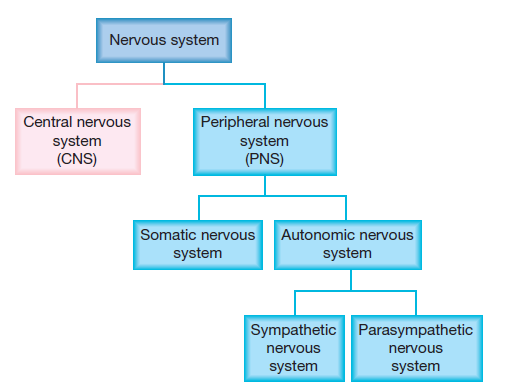 Nervous system
Central nervous
system
(CNS)
Peripheral nervous
system
(PNS)
Somatic nervous
system
Autonomic nervous
system
Sympathetic
nervous
system
Parasympathetic
nervous
system